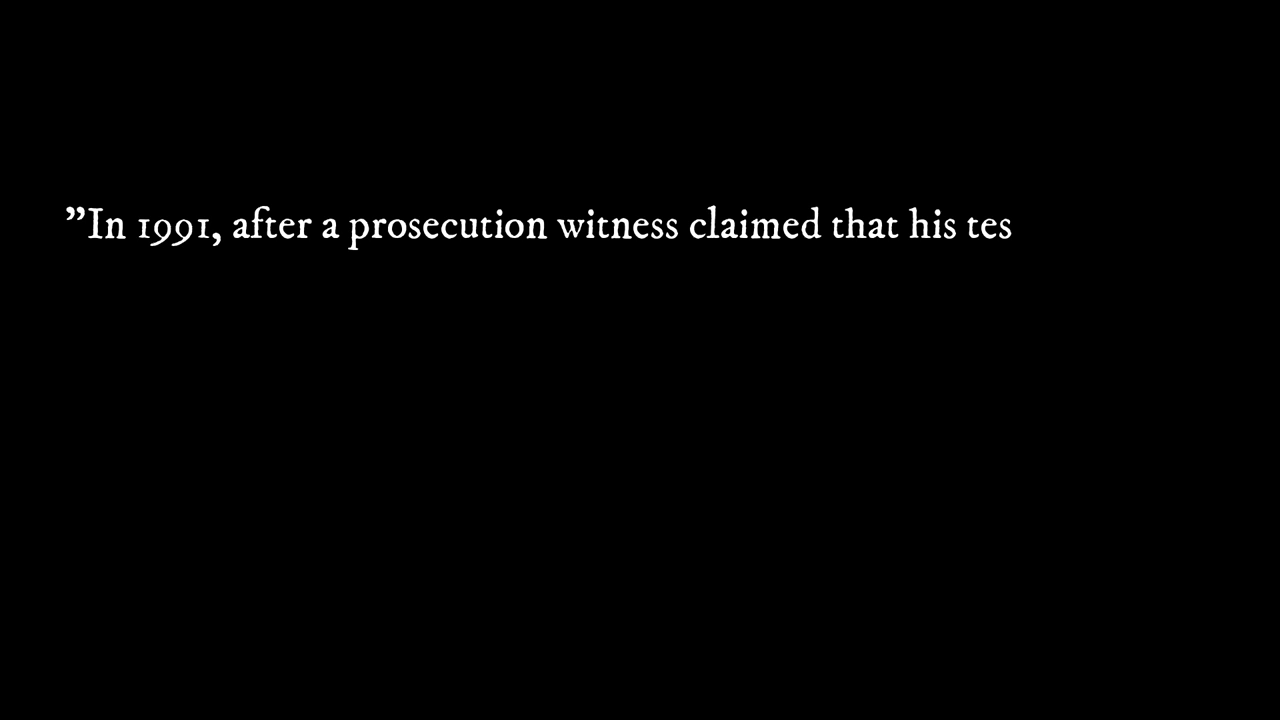 ”In 1991, after a prosecution witness claimed that his tes